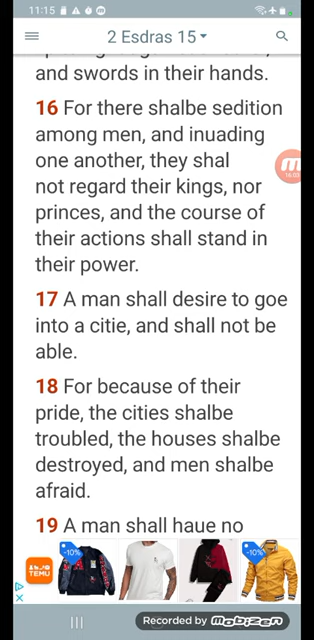 11:15
2 Esdras 15
and swords in their hands.
16 For there shalbe sedition
among men, and inuading
one another, they shal
not regard their kings, nor
princes, and the course of
their actions shall stand in
their power.
17 A man shall desire to goe
into a citie, and shall not be
able.
18 For because of their
pride, the cities shalbe
troubled, the houses shalbe
destroyed, and men shalbe
afraid.
19 A man shall haue no
-10%
-10%
TEMU
Recorded by mobizen